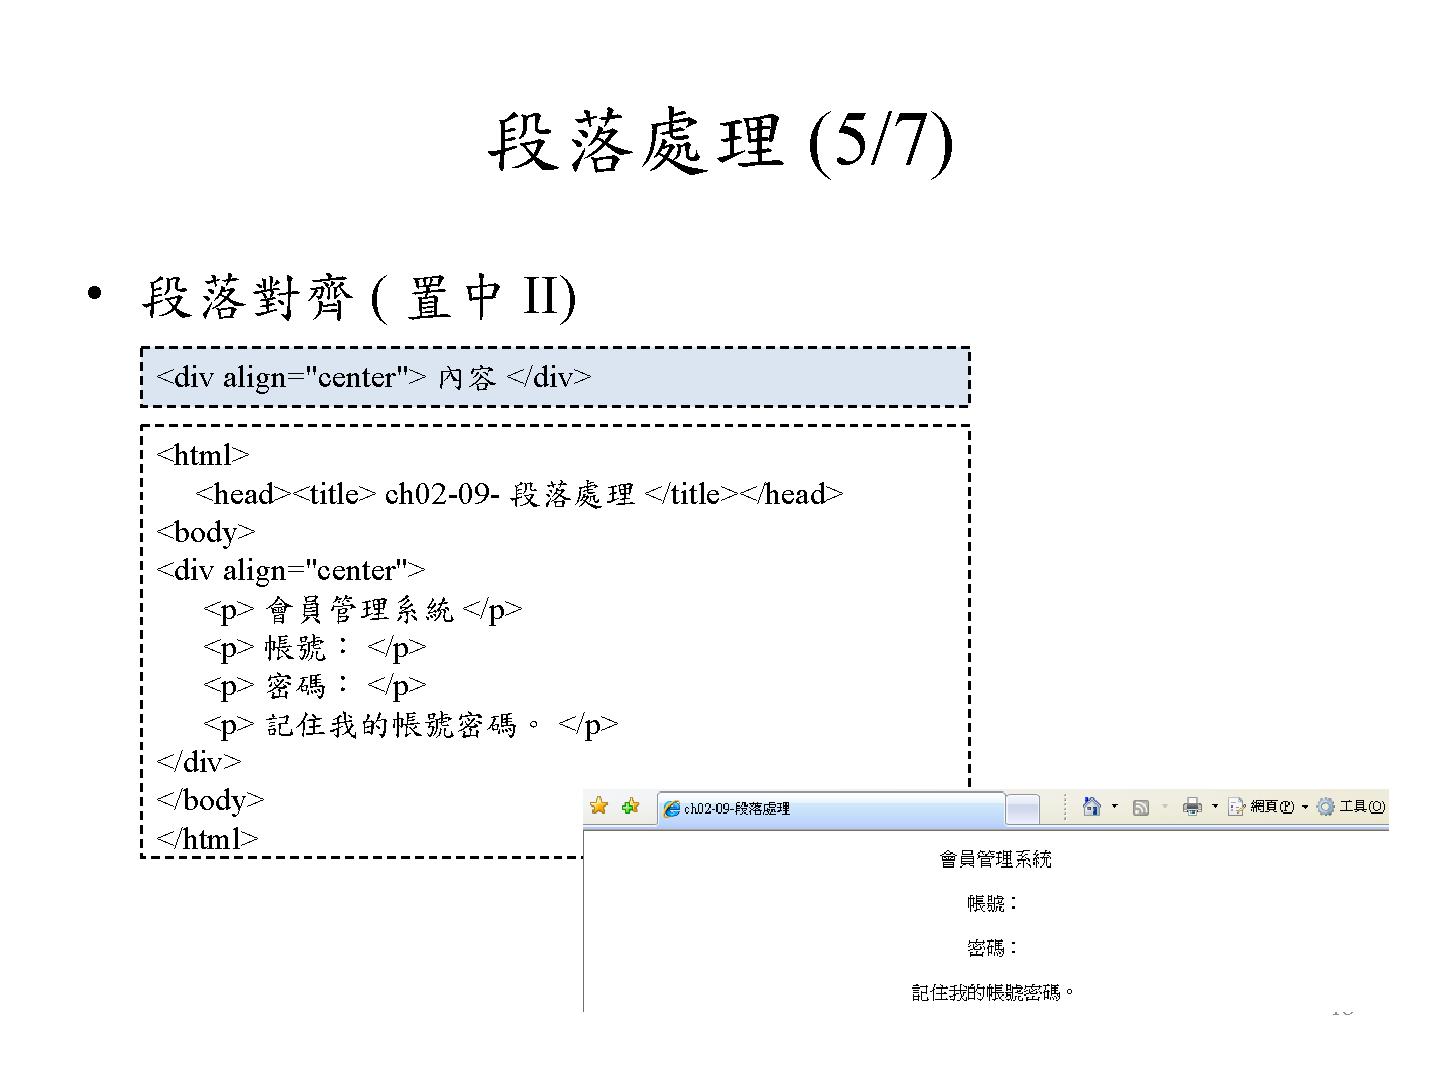 段落處理 (5/7)
• 段落對齊 ( 置中 II)
<div align="center"> 內容 </div>
<html>
<head><title> ch02-09- 段落處理 </title></head>
<body>
<div align="center">
<p> 會員管理系統 </p>
<p> 帳號： </p>
<p> 密碼： </p>
<p> 記住我的帳號密碼。 </p>
</div>
</body>
</html>
ch02-09-段落處理 網頁(P) 工具(O)
會員管理系統
帳號：
密碼：
記住我的帳號密碼。